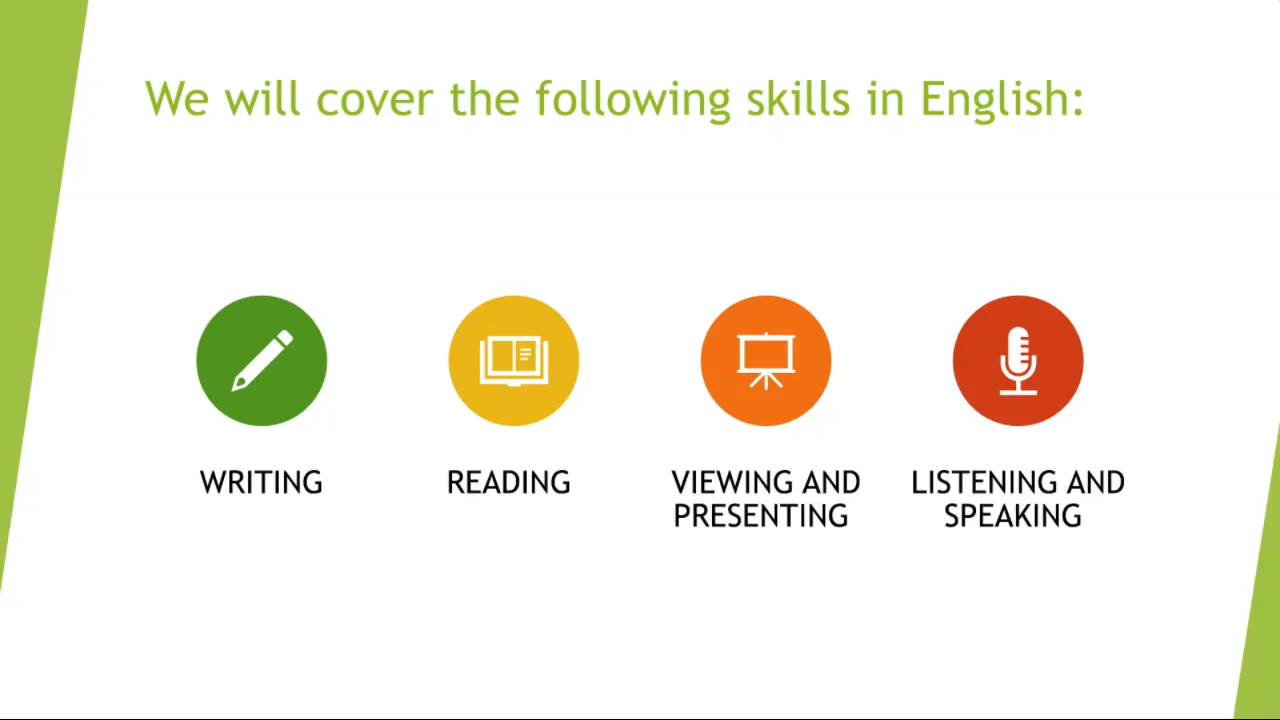 We will cover the following skills in English:
WRITING
READING
VIEWING AND
PRESENTING
LISTENING AND
SPEAKING